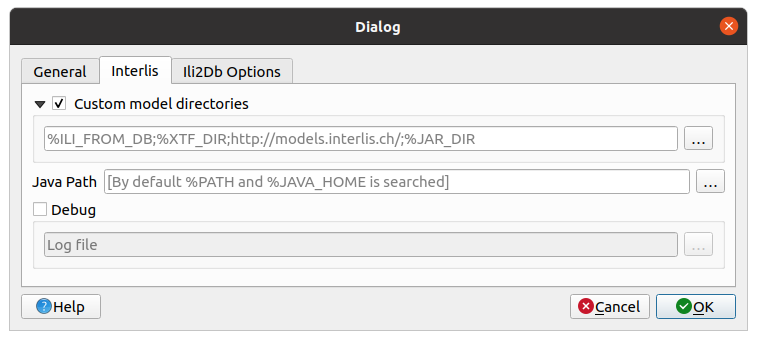 Dialog
General Interlis Ili2Db Options
Custom model directories
%ILI_FROM_DB;%XTF_DIR;http://models.interlis.ch/;%JAR_DIR ...
Java Path [By default %PATH and %JAVA_HOME is searched] ...
Debug
Log file ...
Help Cancel OK